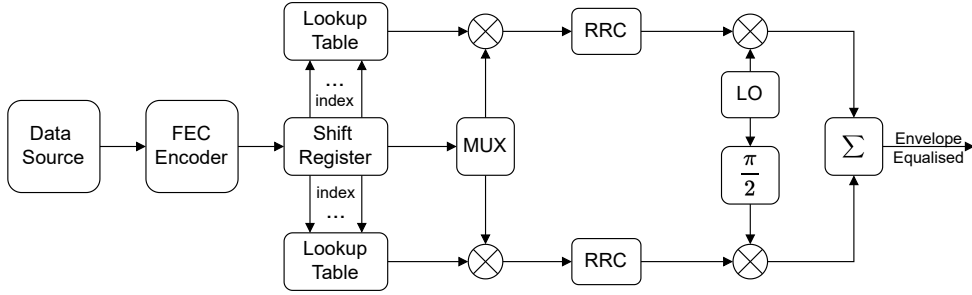 Lookup
Table
RRC
...
index
LO
Data
Source
FEC
Encoder
Shift
Register
MUX
Σ
Envelope
Equalised
π
2
index
...
Lookup
Table
RRC